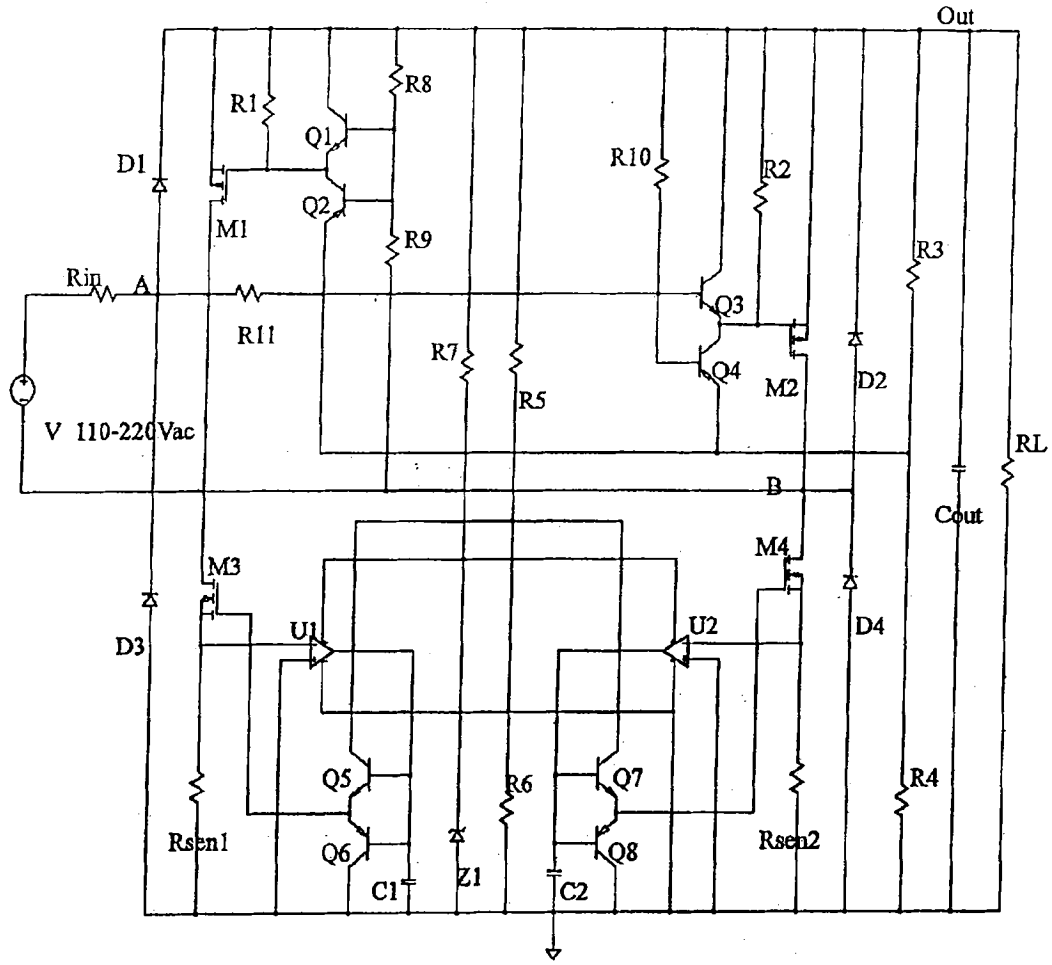 Out
R8
R1
Q1
R10
R2
D1
Q2
M1
R9
R3
Rin
A
Q3
R11
R7
Q4
M2
R5
D2
V 110-220Vac
RL
B
Cout
M3
M4
U1
U2
D3
D4
Q5
R6
Q7
R4
Rsen1
Q6
Rsen2
Q8
C1
Z1
C2